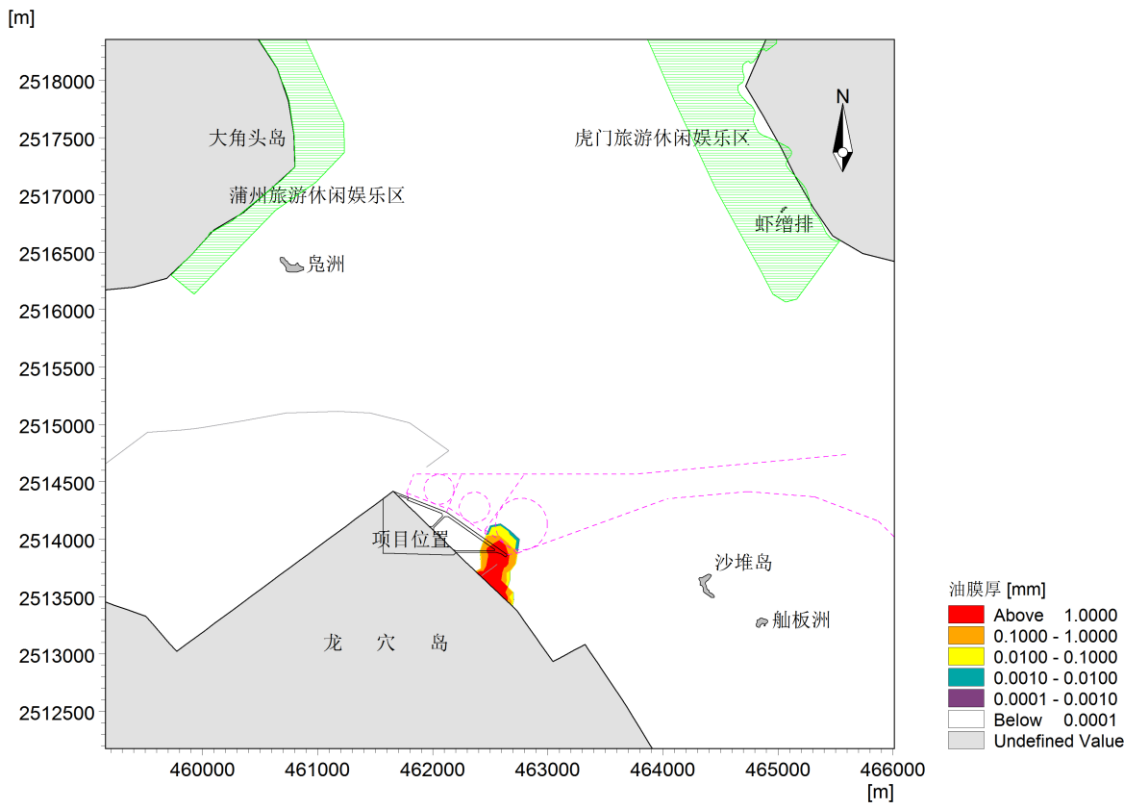 [m]
2518000
2517500
2517000
2516500
2516000
2515500
2515000
2514500
2514000
2513500
2513000
2512500
N
大角头岛
虎门旅游休闲娱乐区
蒲州旅游休闲娱乐区
虾缯排
凫洲
项目位置
沙堆岛
舢板洲
龙 穴 岛
460000 461000 462000 463000 464000 465000 466000
[m]
油膜厚 [mm]
Above 1.0000
0.1000 - 1.0000
0.0100 - 0.1000
0.0010 - 0.0100
0.0001 - 0.0010
Below 0.0001
Undefined Value